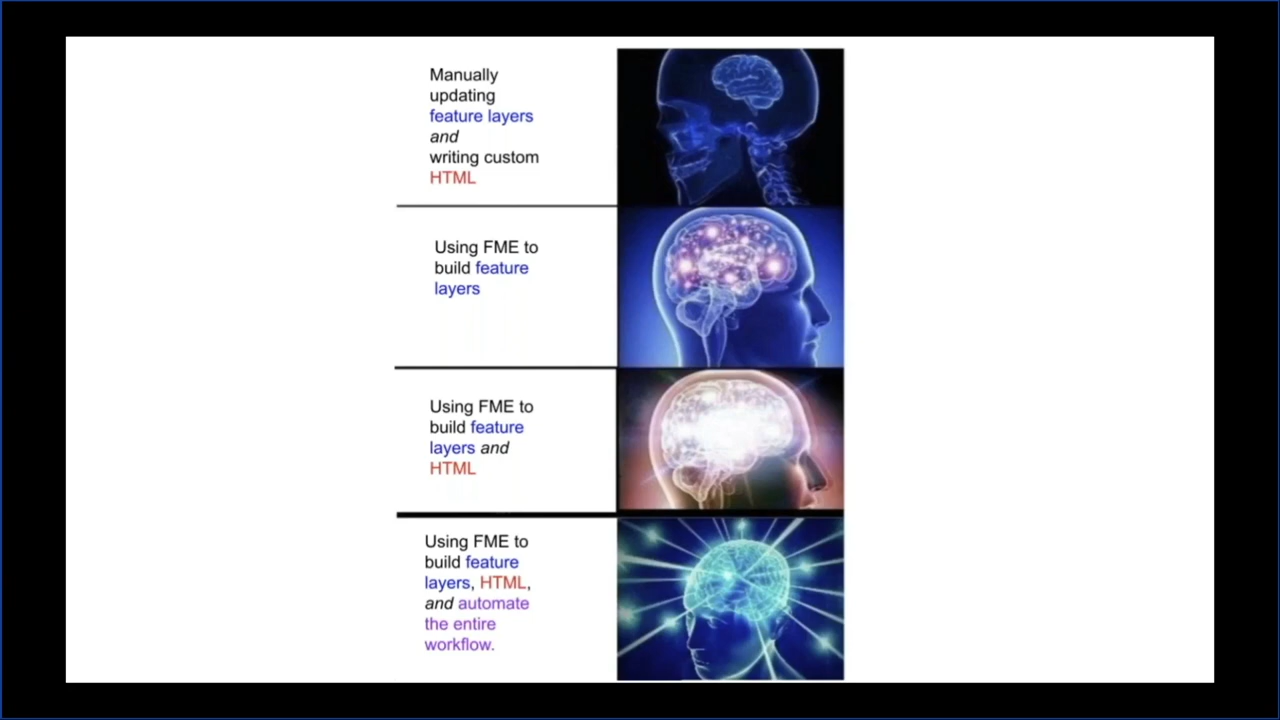 Manually
updating
feature layers
and
writing custom
HTML
Using FME to
build feature
layers
Using FME to
build feature
layers and
HTML
Using FME to
build feature
layers, HTML,
and automate
the entire
workflow.